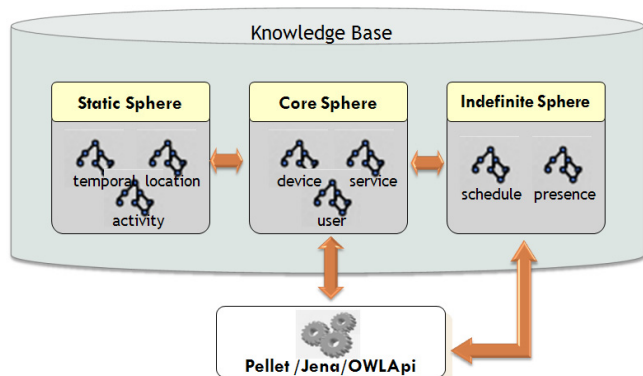 Knowledge Base
Static Sphere
Core Sphere
Indefinite Sphere
temporal location
activity
device service
user
schedule presence
Pellet /Jena/OWLApi